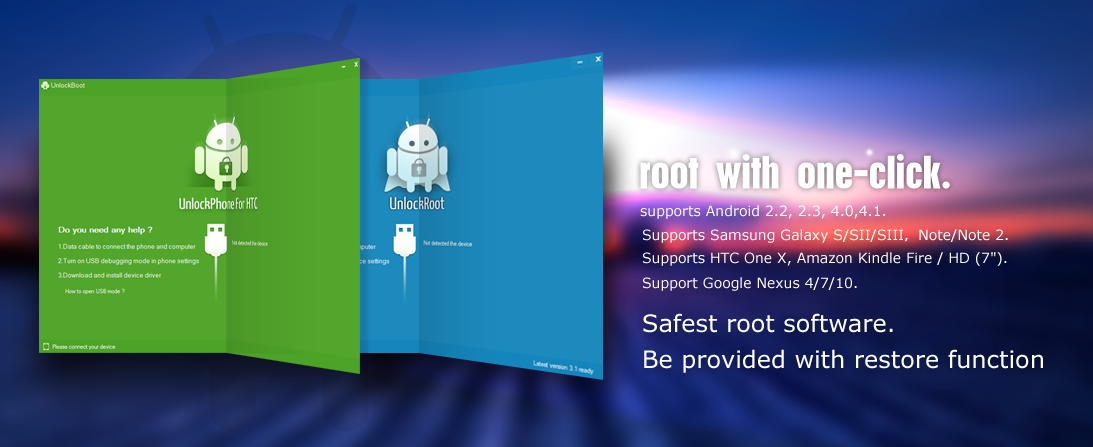 UnlockBoot
UnlockPhone For HTC
Do you need any help ?
1.Data cable to connect the phone and computer
2.Turn on USB debugging mode in phone settings
3.Download and install device driver
How to open USB mode ?
Not detected the device
Please connect your device
UnlockRoot
puter
ce settings
Not detected the device
Latest version 3.1 ready
root with one-click.
supports Android 2.2, 2.3, 4.0,4.1.
Supports Samsung Galaxy S/SII/SIII, Note/Note 2.
Supports HTC One X, Amazon Kindle Fire / HD (7").
Support Google Nexus 4/7/10.
Safest root software.
Be provided with restore function